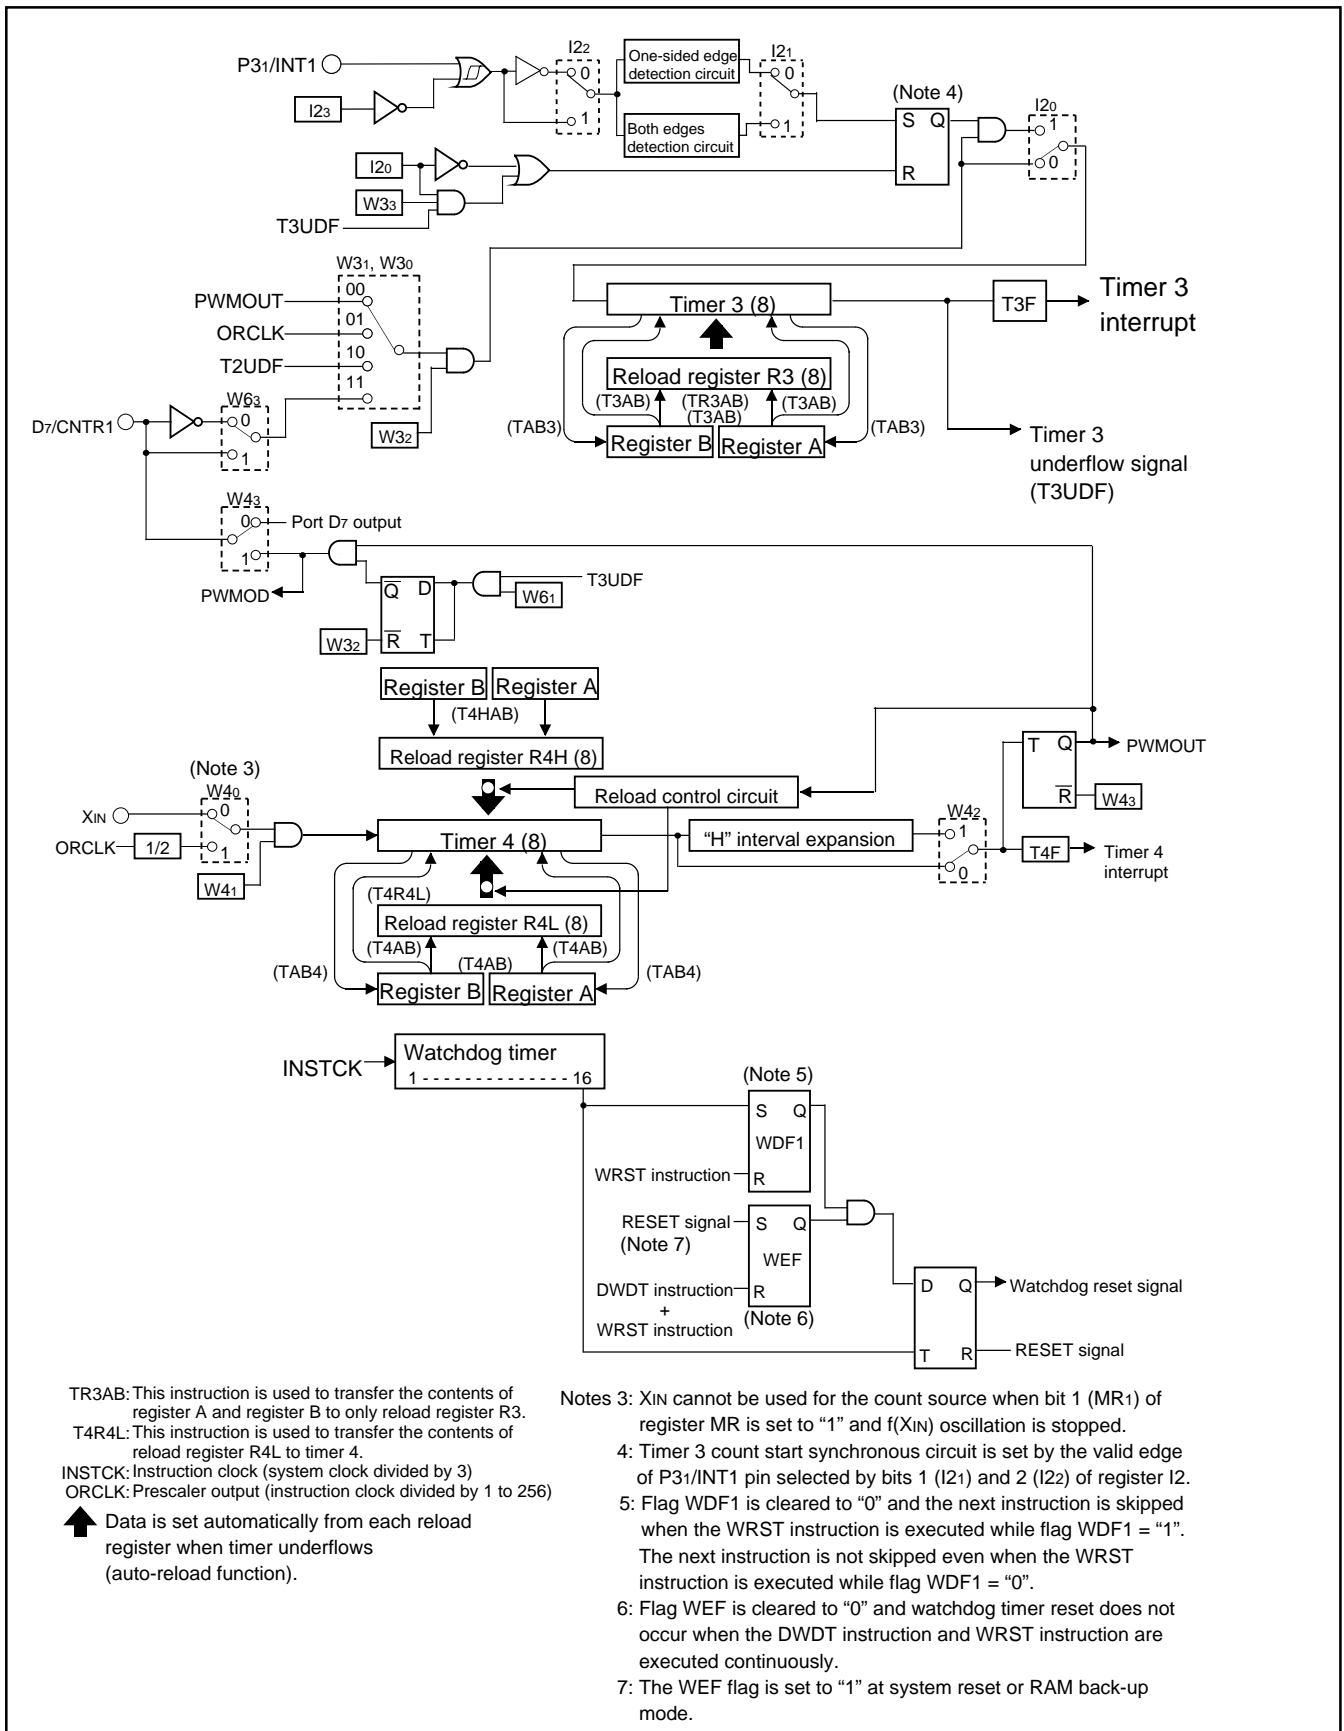 P31/INT1
I22
0
1
One-sided edge
detection circuit
Both edges
detection circuit
I21
0
1
I23
(Note 4)
S Q
R
I20
1
0
I20
W33
T3UDF
W31, W30
PWMOUT
00
ORCLK
01
T2UDF
10
11
W32
D7/CNTR1
W63
0
1
Timer 3 (8)
T3F
Timer 3
interrupt
Reload register R3 (8)
(T3AB)
(TR3AB)
(T3AB)
(T3AB)
(TAB3)
Register B
Register A
(TAB3)
Timer 3
underflow signal
(T3UDF)
W43
0
Port D7 output
1
PWMOD
Q D
R T
T3UDF
W61
W32
Register B
Register A
(T4HAB)
Reload register R4H (8)
Reload control circuit
T Q
R
PWMOUT
W43
(Note 3)
W40
XIN
0
ORCLK
1/2
1
W41
Timer 4 (8)
“H” interval expansion
W42
1
0
T4F
Timer 4
interrupt
(T4R4L)
Reload register R4L (8)
(T4AB)
(T4AB)
(T4AB)
(TAB4)
Register B
Register A
(TAB4)
INSTCK
Watchdog timer
1 - - - - - - - - - - - - - - 16
(Note 5)
S Q
WDF1
R
WRST instruction
RESET signal
(Note 7)
S Q
WEF
R
DWDT instruction
+
WRST instruction
(Note 6)
D Q
T R
Watchdog reset signal
RESET signal
TR3AB: This instruction is used to transfer the contents of
register A and register B to only reload register R3.
T4R4L: This instruction is used to transfer the contents of
reload register R4L to timer 4.
INSTCK: Instruction clock (system clock divided by 3)
ORCLK: Prescaler output (instruction clock divided by 1 to 256)
Data is set automatically from each reload
register when timer underflows
(auto-reload function).
Notes 3: XIN cannot be used for the count source when bit 1 (MR1) of
register MR is set to “1” and f(XIN) oscillation is stopped.
4: Timer 3 count start synchronous circuit is set by the valid edge
of P31/INT1 pin selected by bits 1 (I21) and 2 (I22) of register I2.
5: Flag WDF1 is cleared to “0” and the next instruction is skipped
when the WRST instruction is executed while flag WDF1 = “1”.
The next instruction is not skipped even when the WRST
instruction is executed while flag WDF1 = “0”.
6: Flag WEF is cleared to “0” and watchdog timer reset does not
occur when the DWDT instruction and WRST instruction are
executed continuously.
7: The WEF flag is set to “1” at system reset or RAM back-up
mode.